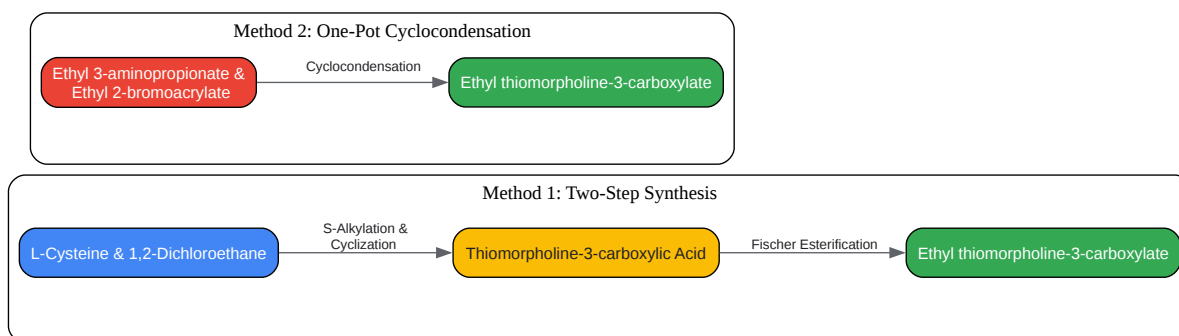 Method 2: One-Pot Cyclocondensation
Ethyl 3-aminopropionate &
Ethyl 2-bromoacrylate
Cyclocondensation
Ethyl thiomorpholine-3-carboxylate
Method 1: Two-Step Synthesis
L-Cysteine & 1,2-Dichloroethane
S-Alkylation &
Cyclization
Thiomorpholine-3-carboxylic Acid
Fischer Esterification
Ethyl thiomorpholine-3-carboxylate